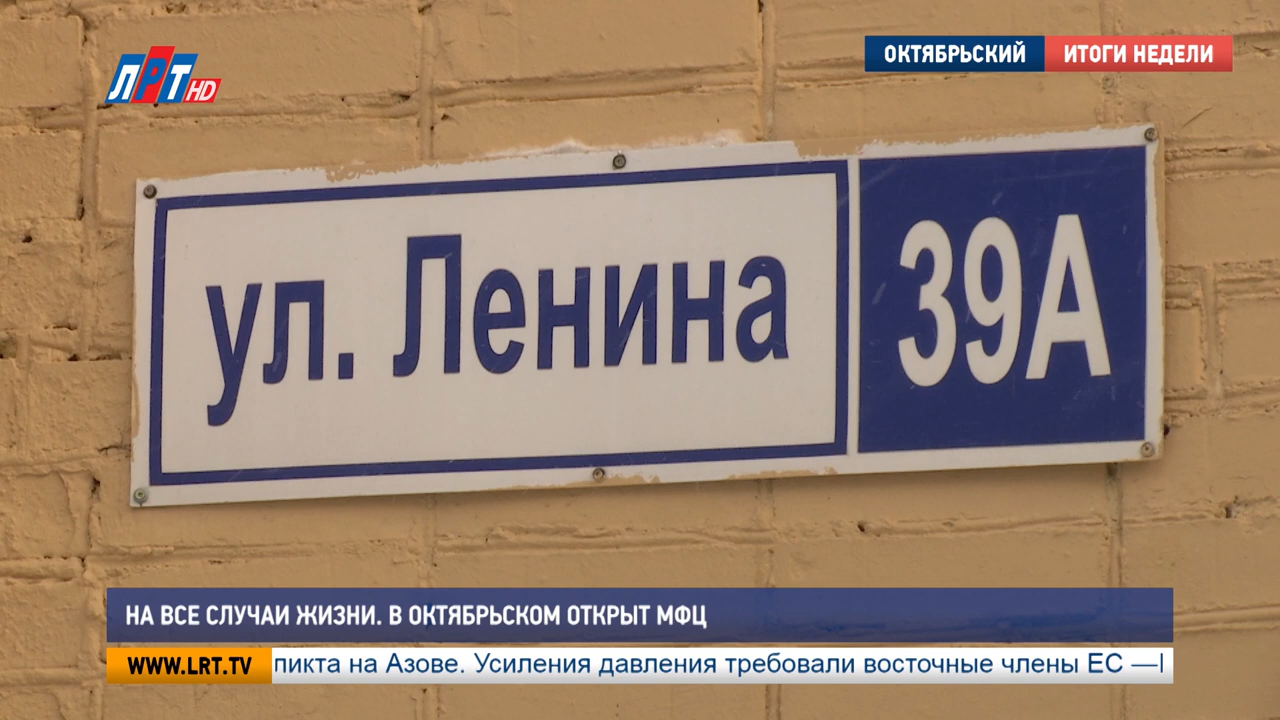 ЛРТ HD
ОКТЯБРЬСКИЙ ИТОГИ НЕДЕЛИ
ул. Ленина 39А
НА ВСЕ СЛУЧАИ ЖИЗНИ. В ОКТЯБРЬСКОМ ОТКРЫТ МФЦ
WWW.LRT.TV на Азове. Усиления давления требовали восточные члены ЕС —